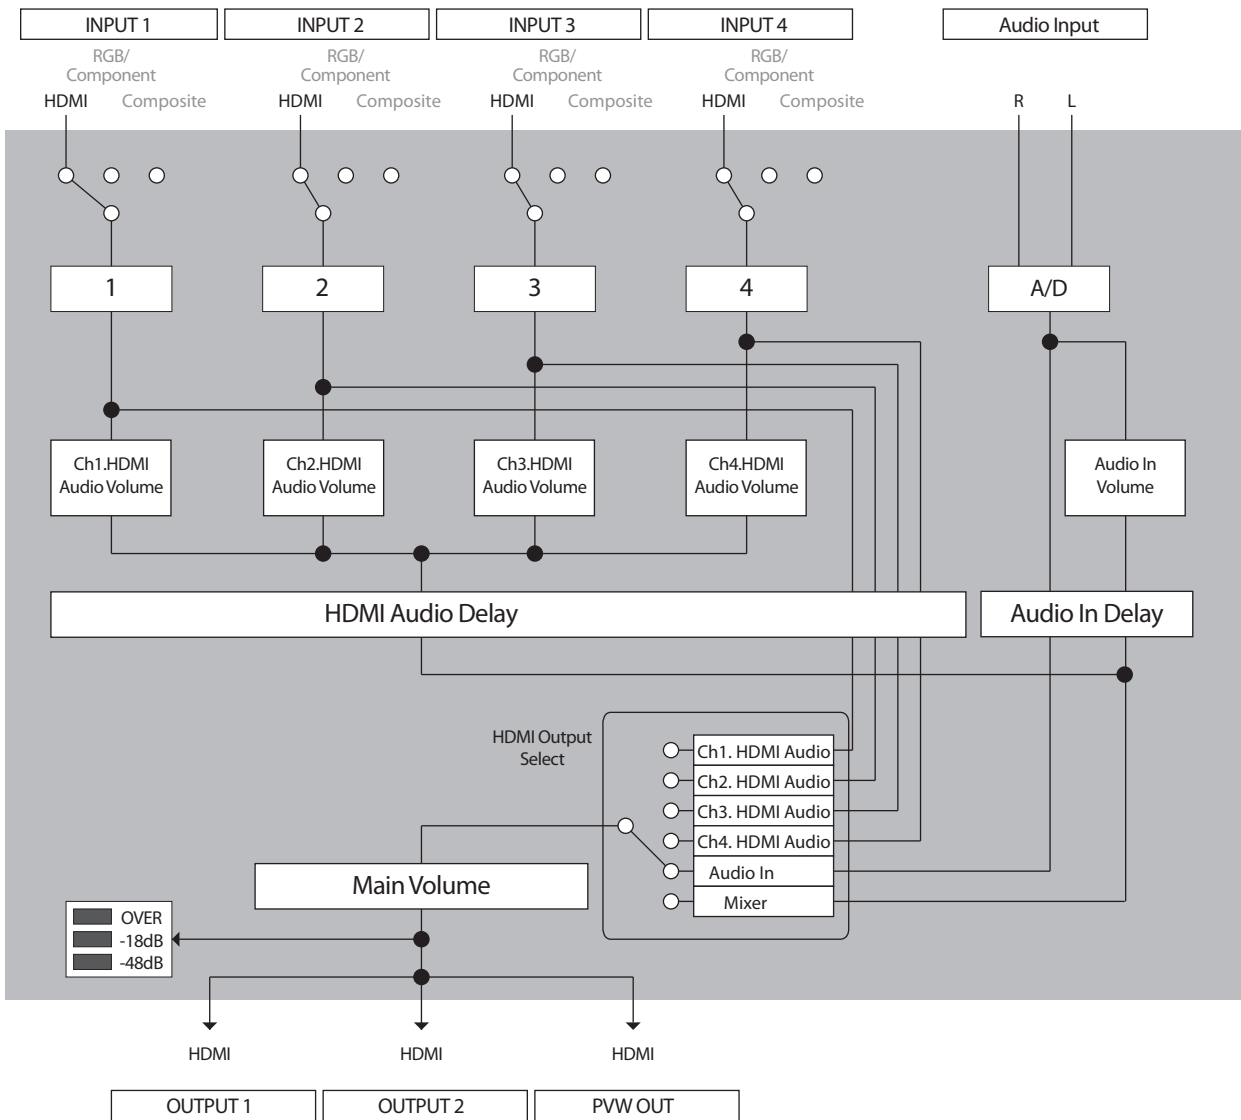 INPUT 1
INPUT 2
INPUT 3
INPUT 4
Audio Input
RGB/
Component
HDMI
Composite
RGB/
Component
HDMI
Composite
RGB/
Component
HDMI
Composite
RGB/
Component
HDMI
Composite
R
L
1
2
3
4
A/D
Ch1.HDMI
Audio Volume
Ch2.HDMI
Audio Volume
Ch3.HDMI
Audio Volume
Ch4.HDMI
Audio Volume
Audio In
Volume
HDMI Audio Delay
Audio In Delay
HDMI Output
Select
Ch1. HDMI Audio
Ch2. HDMI Audio
Ch3. HDMI Audio
Ch4. HDMI Audio
Audio In
Mixer
Main Volume
OVER
-18dB
-48dB
HDMI
HDMI
HDMI
OUTPUT 1
OUTPUT 2
PVW OUT